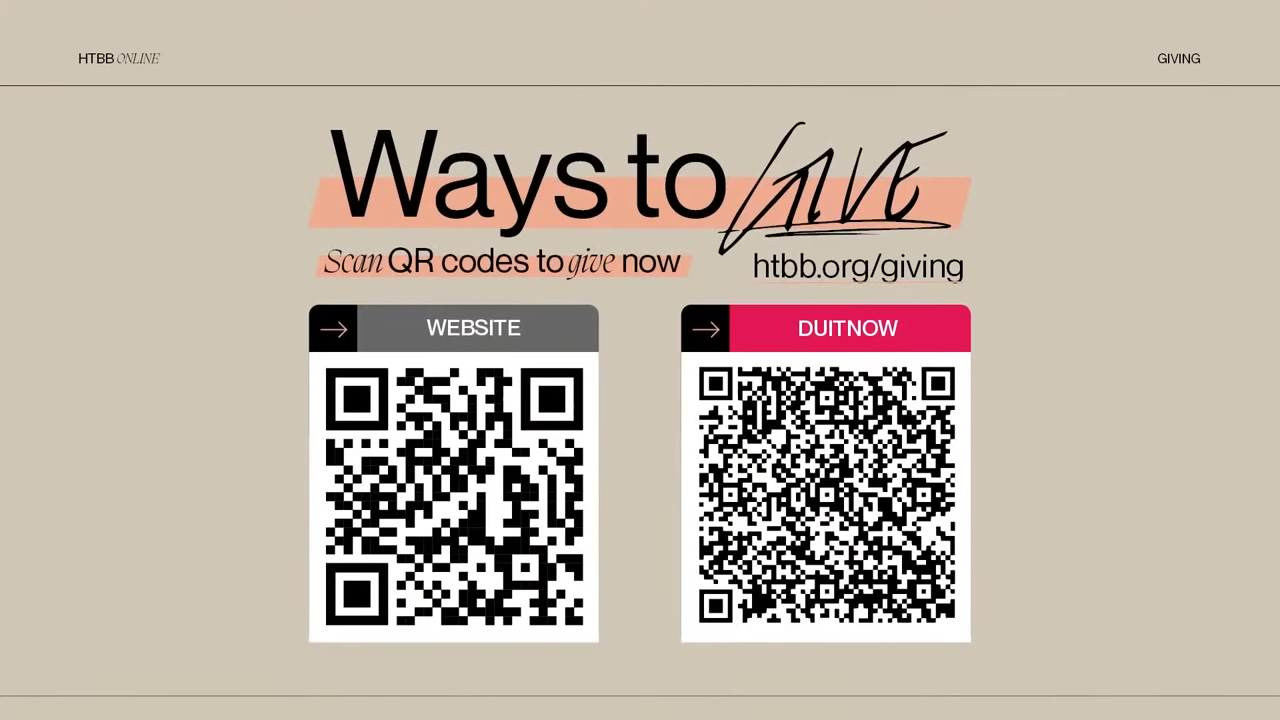 HTBB ONLINE
GIVING
Ways to GIVE
Scan QR codes to give now
htbb.org/giving
WEBSITE
DUITNOW